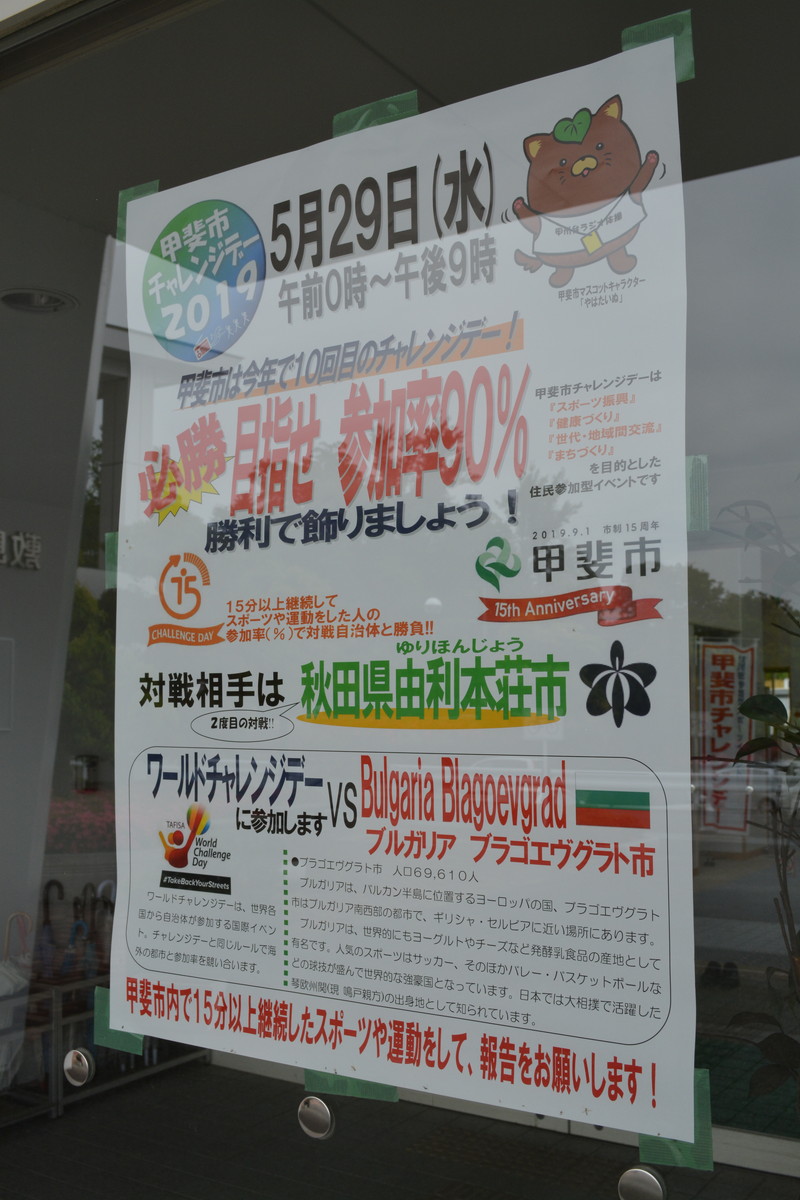 甲斐市
チャレンジデー
2019
5月29日(水)
午前0時～午後9時
甲斐市マスコットキャラクター
「やはたいぬ」
甲斐市は今年で10回目のチャレンジデー！
必勝 目指せ 参加率90%
勝利で飾りましょう！
甲斐市チャレンジデーは
『スポーツ振興』
『健康づくり』
『世代・地域間交流』
『まちづくり』
を目的とした
住民参加型イベントです
2019.9.1 市制15周年
甲斐市
15th Anniversary
15
CHALLENGE DAY
15分以上継続して
スポーツや運動をした人の
参加率(%)で対戦自治体と勝負!!
ゆりほんじょう
対戦相手は 秋田県由利本荘市
2度目の対戦!!
ワールドチャレンジデー
に参加します
VS
Bulgaria Blagoevgrad
ブルガリア ブラゴエヴグラト市
TAFISA
World
Challenge
Day
#TakeBackYourStreets
ワールドチャレンジデーは、世界各
国から自治体が参加する国際イベン
ト。チャレンジデーと同じルールで海
外の都市と参加率を競い合います。
●ブラゴエヴグラト市 人口69,610人
ブルガリアは、バルカン半島に位置するヨーロッパの国、ブラゴエヴグラト
市はブルガリア南西部の都市で、ギリシャ・セルビアに近い場所にあります。
ブルガリアは、世界的にもヨーグルトやチーズなど発酵乳食品の産地として
有名です。人気のスポーツはサッカー、そのほかバレー・バスケットボールな
どの球技が盛んで世界的な強豪国となっています。日本では大相撲で活躍した
琴欧州関(現 鳴戸親方)の出身地として知られています。
甲斐市内で15分以上継続したスポーツや運動をして、報告をお願いします！
甲斐市チャレンジデー